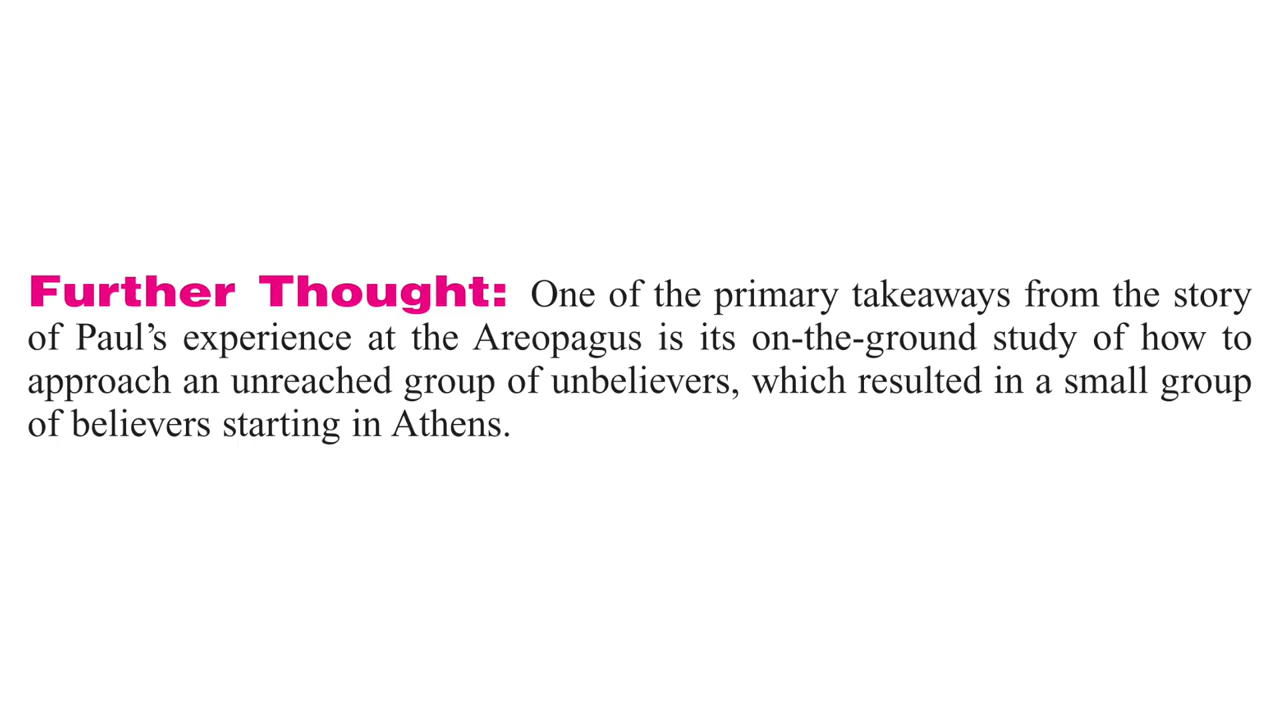 Further Thought: One of the primary takeaways from the story
of Paul’s experience at the Areopagus is its on-the-ground study of how to
approach an unreached group of unbelievers, which resulted in a small group
of believers starting in Athens.